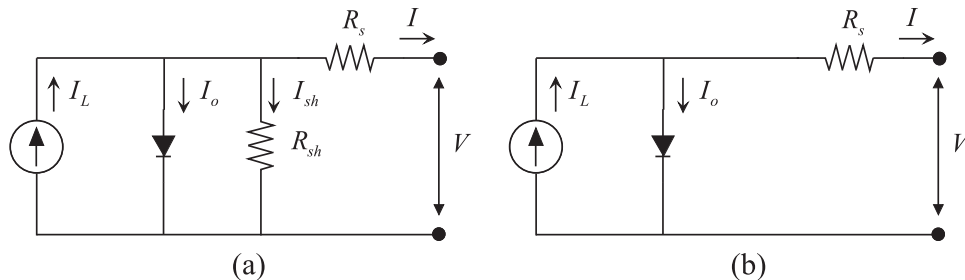 R_s I
I_L I_o I_sh
R_sh V
(a)
R_s I
I_L I_o
V
(b)